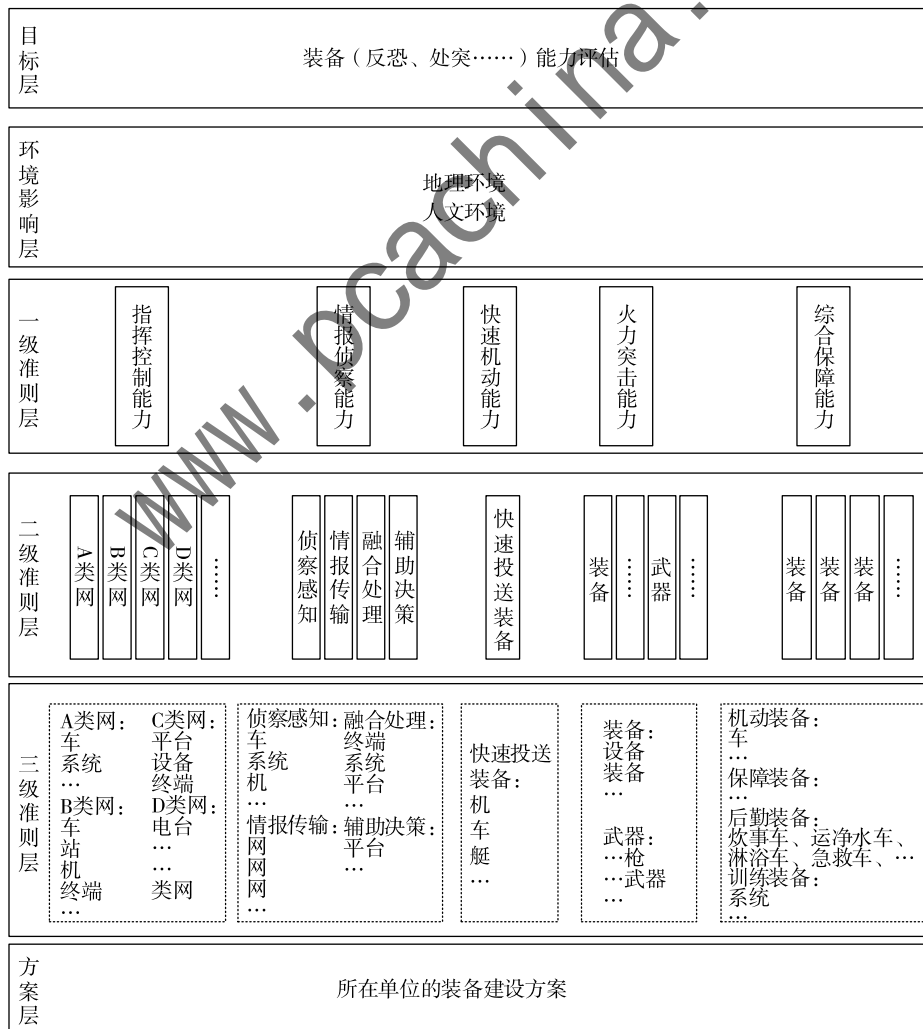 目标层
装备（反恐、处突……）能力评估
环境影响层
地理环境
人文环境
一级准则层
指挥控制能力
情报侦察能力
快速机动能力
火力突击能力
综合保障能力
二级准则层
A类网
B类网
C类网
D类网
……
侦察感知
情报传输
融合处理
辅助决策
快速投送装备
装备
……
武器
……
装备
装备
装备
……
三级准则层
A类网：
车
系统
…
B类网：
车
站
机
终端
…
C类网：
平台
设备
终端
D类网：
电台
…
…
类网
侦察感知：
车
系统
机
…
情报传输：
网
网
网
…
融合处理：
终端
系统
平台
…
辅助决策：
平台
…
快速投送
装备：
机
车
艇
…
装备：
设备
装备
…
武器：
…枪
…武器
…
机动装备：
车
…
保障装备：
…
后勤装备：
炊事车、运净水车、
淋浴车、急救车、…
训练装备：
系统
…
方案层
所在单位的装备建设方案
www.pcachina.